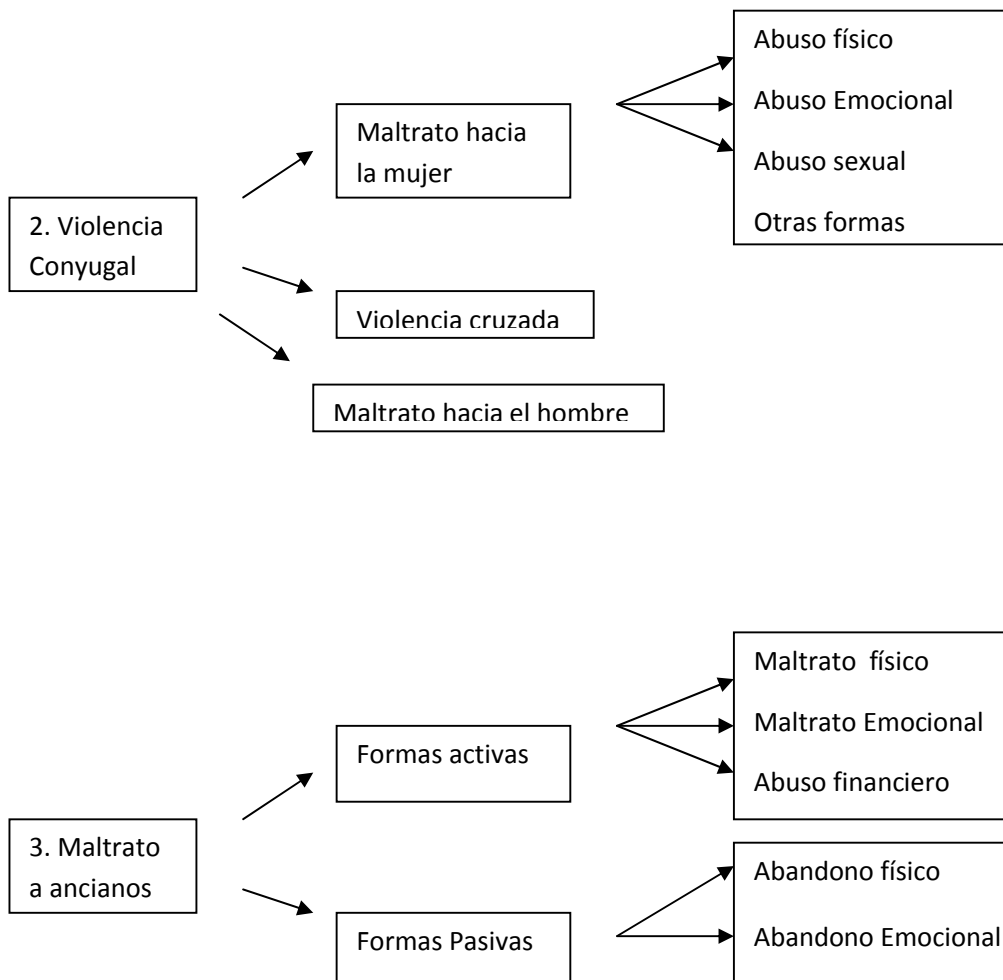 Abuso físico
Abuso Emocional
Abuso sexual
Otras formas
Maltrato hacia
la mujer
2. Violencia
Conyugal
Violencia cruzada
Maltrato hacia el hombre
Maltrato  físico
Maltrato Emocional
Abuso financiero
Formas activas
3. Maltrato
a ancianos
Abandono físico
Abandono Emocional
Formas Pasivas